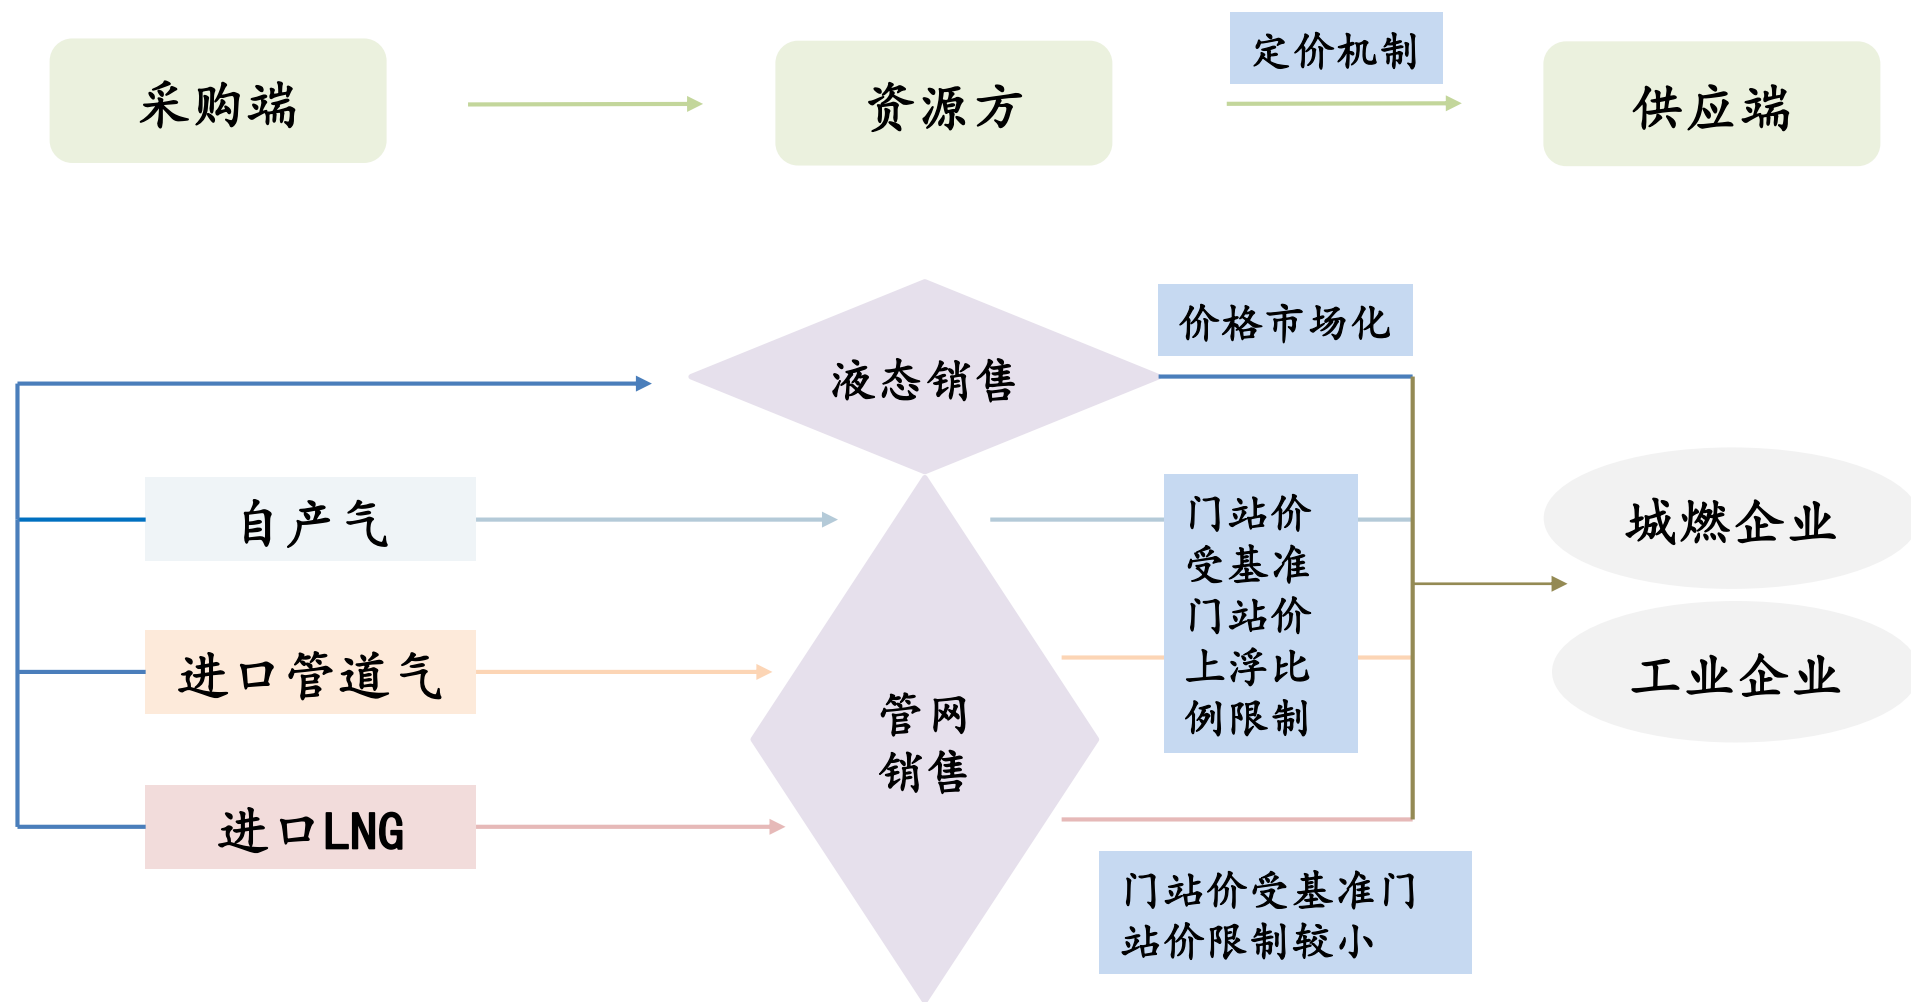 采购端
资源方
定价机制
供应端
价格市场化
液态销售
自产气
进口管道气
进口LNG
管网
销售
门站价
受基准
门站价
上浮比
例限制
门站价受基准门
站价限制较小
城燃企业
工业企业